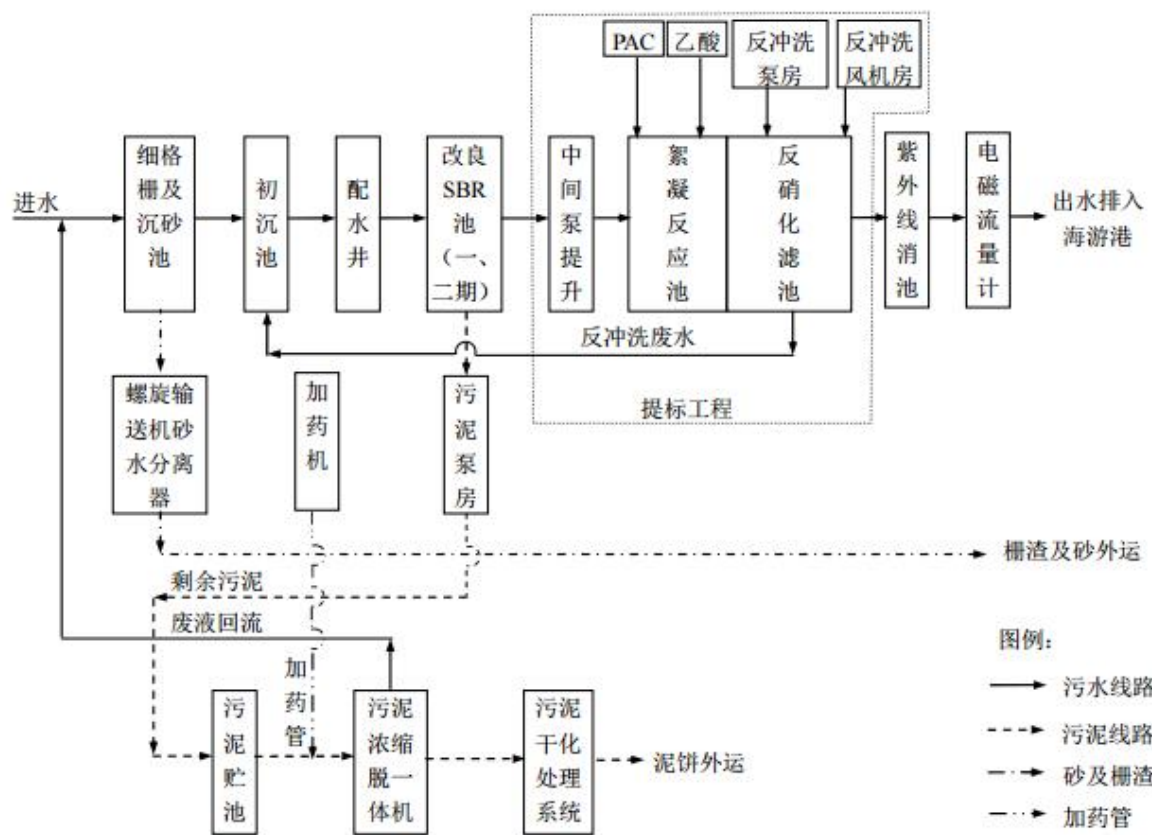 PAC
乙酸
反冲洗
泵房
反冲洗
风机房
进水
细格
栅及
沉砂
池
初
沉
池
配
水
井
改良
SBR
池
（一、
二期）
中
间
泵
提
升
絮
凝
反
应
池
反
硝
化
滤
池
紫
外
线
消
池
电
磁
流
量
计
出水排入
海游港
反冲洗废水
提标工程
螺旋输
送机砂
水分离
器
加
药
机
污
泥
泵
房
栅渣及砂外运
剩余污泥
废液回流
加
药
管
污
泥
贮
池
污泥
浓缩
脱一
体机
污泥
干化
处理
系统
泥饼外运
图例：
污水线路
污泥线路
砂及栅渣
加药管